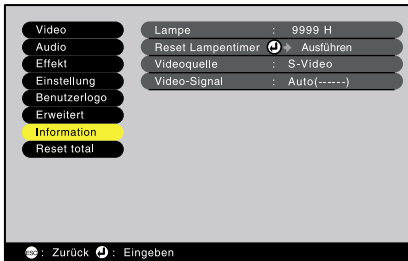 Video
Audio
Effekt
Einstellung
Benutzerlogo
Erweitert
Information
Reset total
Lampe : 9999 H
Reset Lampentimer Ausführen
Videoquelle : S-Video
Video-Signal : Auto(------)
ESC : Zurück : Eingeben